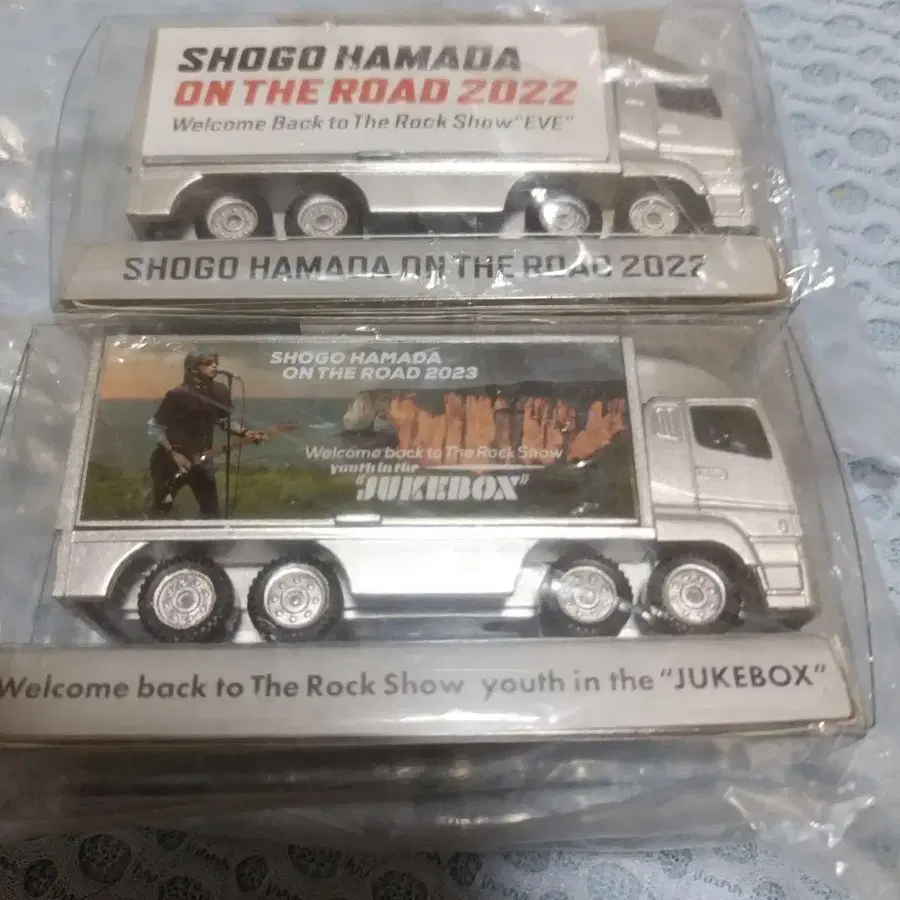 SHOGO HAMADA
ON THE ROAD 2022
Welcome Back to The Rock Show "EVE"
SHOGO HAMADA ON THE ROAD 2022
SHOGO HAMADA
ON THE ROAD 2023
Welcome back to The Rock Show
youth in the
"JUKEBOX"
Welcome back to The Rock Show youth in the "JUKEBOX"